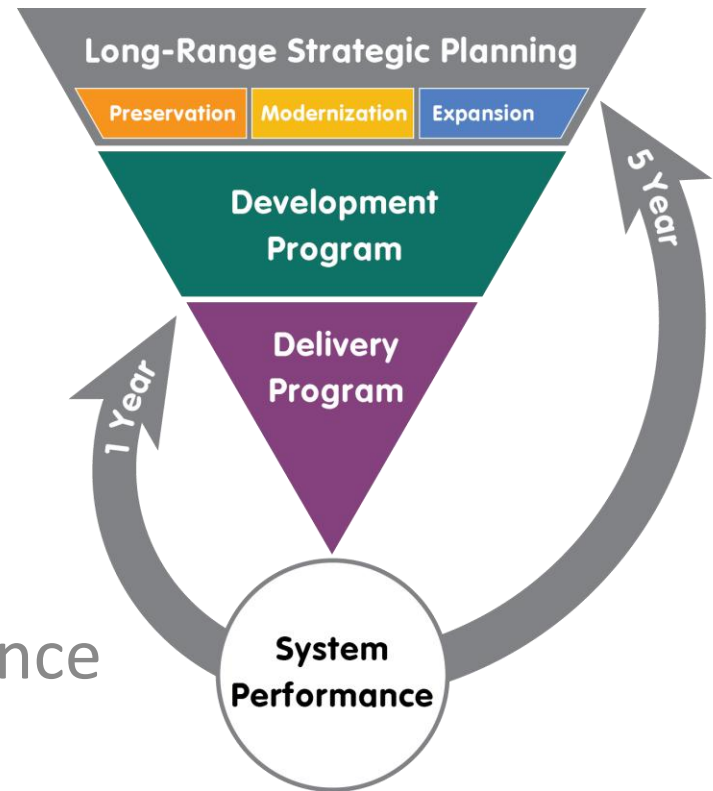 Long-Range Strategic Planning
Preservation Modernization Expansion
Development
Program
5 Year
Delivery
Program
1 Year
nce
System
Performance